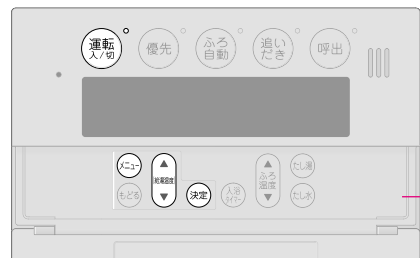 運転
入/切
優先
ふろ
自動
追い
だき
呼出
メニュー
もどる
給湯温度
決定
入浴
タイマー
ふろ
温度
たし湯
たし水